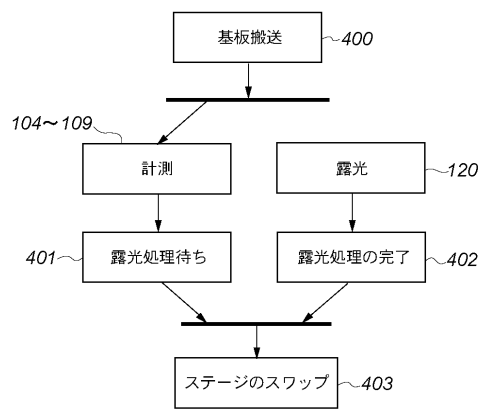 基板搬送
400
104〜109
計測
露光
120
401
露光処理待ち
露光処理の完了
402
ステージのスワップ
403